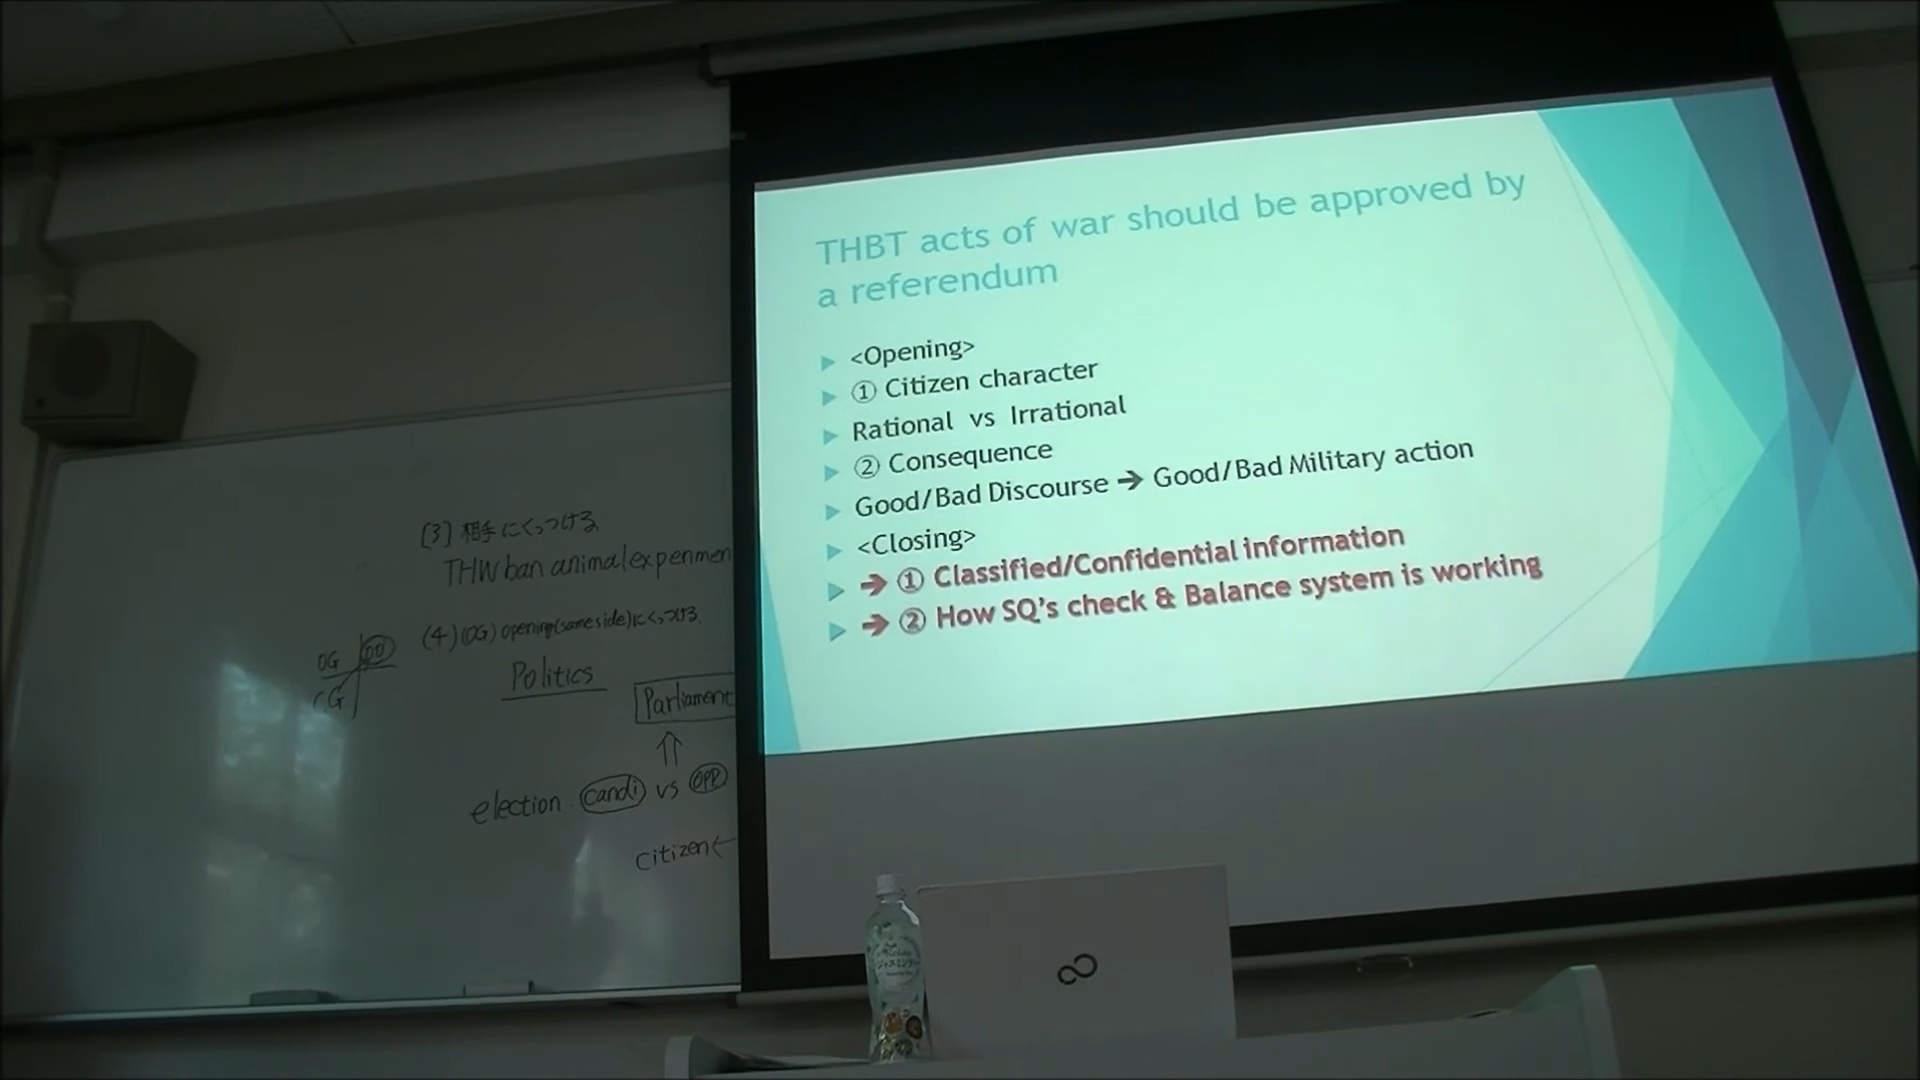 THBT acts of war should be approved by
a referendum
<Opening>
① Citizen character
Rational vs Irrational
② Consequence
Good/Bad Discourse ➔ Good/Bad Military action
<Closing>
➔ ① Classified/Confidential information
➔ ② How SQ's check & Balance system is working
[3] 相手にくっつける
THW ban animal experimen
(4) (OG) opening(same side)にくっつける
OG OO
CG
Politics
Parliament
election. candi vs opp
citizen←